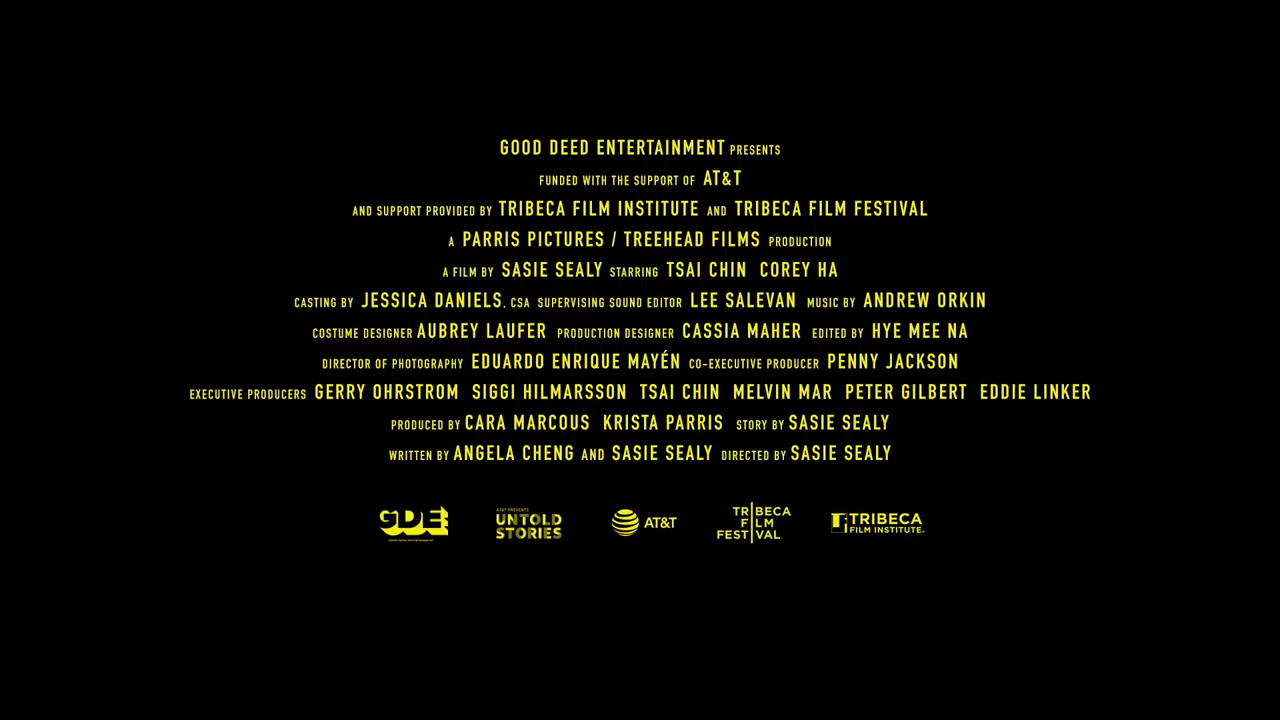 GOOD DEED ENTERTAINMENT PRESENTS
FUNDED WITH THE SUPPORT OF AT&T
AND SUPPORT PROVIDED BY TRIBECA FILM INSTITUTE AND TRIBECA FILM FESTIVAL
A PARRIS PICTURES / TREEHEAD FILMS PRODUCTION
A FILM BY SASIE SEALY STARRING TSAI CHIN COREY HA
CASTING BY JESSICA DANIELS, CSA SUPERVISING SOUND EDITOR LEE SALEVAN MUSIC BY ANDREW ORKIN
COSTUME DESIGNER AUBREY LAUFER PRODUCTION DESIGNER CASSIA MAHER EDITED BY HYE MEE NA
DIRECTOR OF PHOTOGRAPHY EDUARDO ENRIQUE MAYÉN CO-EXECUTIVE PRODUCER PENNY JACKSON
EXECUTIVE PRODUCERS GERRY OHRSTROM SIGGI HILMARSSON TSAI CHIN MELVIN MAR PETER GILBERT EDDIE LINKER
PRODUCED BY CARA MARCOUS KRISTA PARRIS STORY BY SASIE SEALY
WRITTEN BY ANGELA CHENG AND SASIE SEALY DIRECTED BY SASIE SEALY
GDE
AT&T PRESENTS
UNTOLD
STORIES
AT&T
TRIBECA
FILM
FESTIVAL
TRIBECA
FILM INSTITUTE